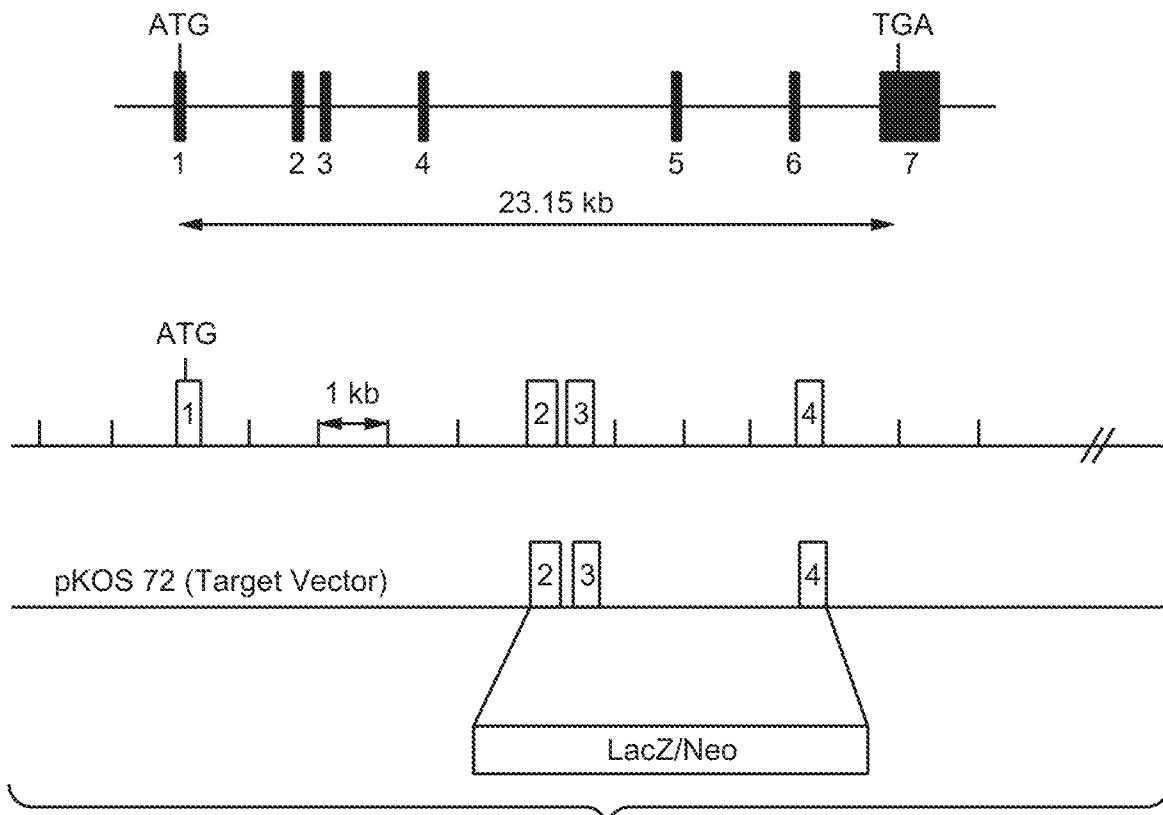 ATG TGA
1 2 3 4 5 6 7
23.15 kb
ATG
1 1 kb 2 3 4
pKOS 72 (Target Vector) 2 3 4
LacZ/Neo